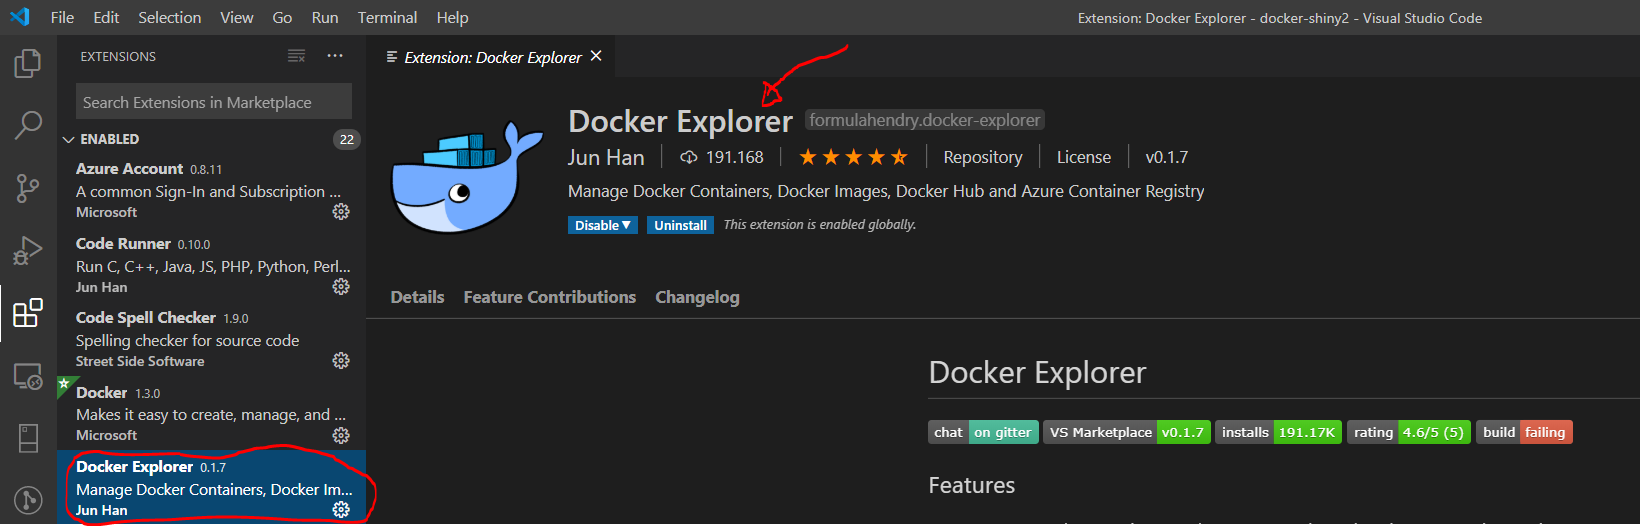 File Edit Selection View Go Run Terminal Help Extension: Docker Explorer - docker-shiny2 - Visual Studio Code
EXTENSIONS
Search Extensions in Marketplace
ENABLED 22
Azure Account 0.8.11
A common Sign-In and Subscription ...
Microsoft
Code Runner 0.10.0
Run C, C++, Java, JS, PHP, Python, Perl...
Jun Han
Code Spell Checker 1.9.0
Spelling checker for source code
Street Side Software
Docker 1.3.0
Makes it easy to create, manage, and ...
Microsoft
Docker Explorer 0.1.7
Manage Docker Containers, Docker Im...
Jun Han
Extension: Docker Explorer
Docker Explorer formulahendry.docker-explorer
Jun Han 191.168 Repository License v0.1.7
Manage Docker Containers, Docker Images, Docker Hub and Azure Container Registry
Disable Uninstall This extension is enabled globally.
Details Feature Contributions Changelog
Docker Explorer
chat on gitter VS Marketplace v0.1.7 installs 191.17K rating 4.6/5 (5) build failing
Features